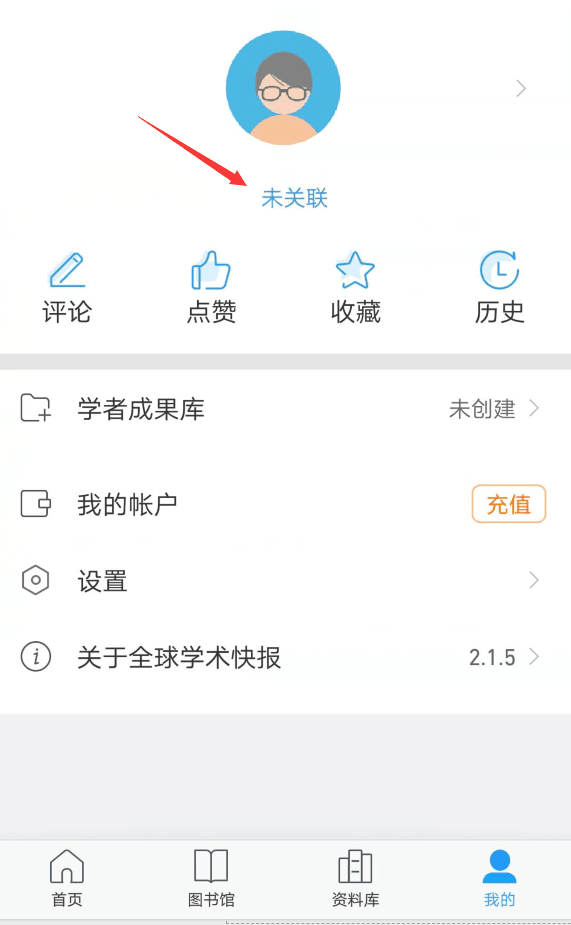 未关联
评论 点赞 收藏 历史
学者成果库 未创建
我的帐户 充值
设置
关于全球学术快报 2.1.5
首页 图书馆 资料库 我的